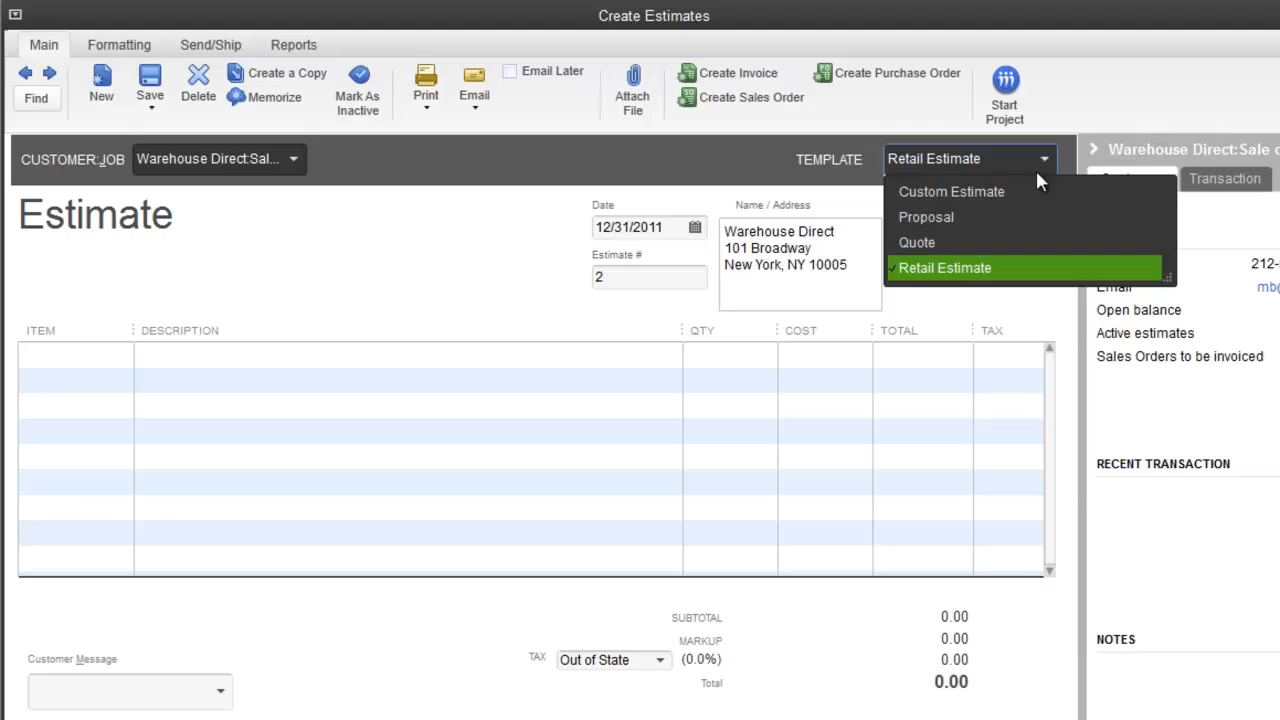 Create Estimates
Main Formatting Send/Ship Reports
Find New Save Delete Create a Copy Memorize Mark As Inactive Print Email Email Later Attach File Create Invoice Create Sales Order Create Purchase Order Start Project
CUSTOMER:JOB Warehouse Direct:Sal... TEMPLATE Retail Estimate
Warehouse Direct:Sale
Transaction
Custom Estimate
Proposal
Quote
Retail Estimate
Estimate
Date
12/31/2011
Estimate #
2
Name / Address
Warehouse Direct
101 Broadway
New York, NY 10005
212-
Email mb@
Open balance
Active estimates
Sales Orders to be invoiced
RECENT TRANSACTION
NOTES
ITEM DESCRIPTION QTY COST TOTAL TAX
SUBTOTAL 0.00
MARKUP 0.00
TAX Out of State (0.0%) 0.00
Total 0.00
Customer Message